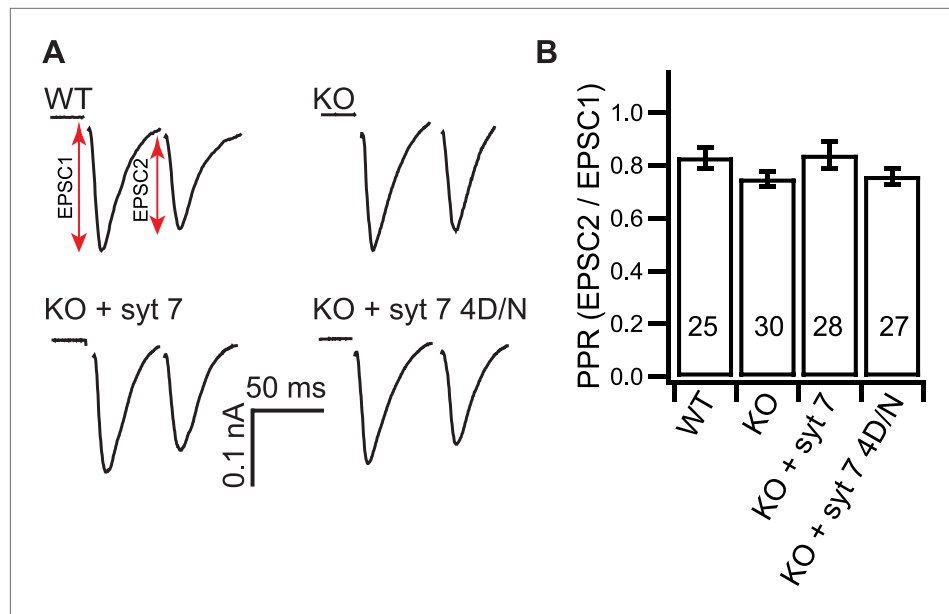 A
WT
KO
EPSC1
EPSC2
KO + syt 7
KO + syt 7 4D/N
50 ms
0.1 nA
B
PPR (EPSC2 / EPSC1)
1.0
0.8
0.6
0.4
0.2
0.0
25
30
28
27
WT
KO
KO + syt 7
KO + syt 7 4D/N